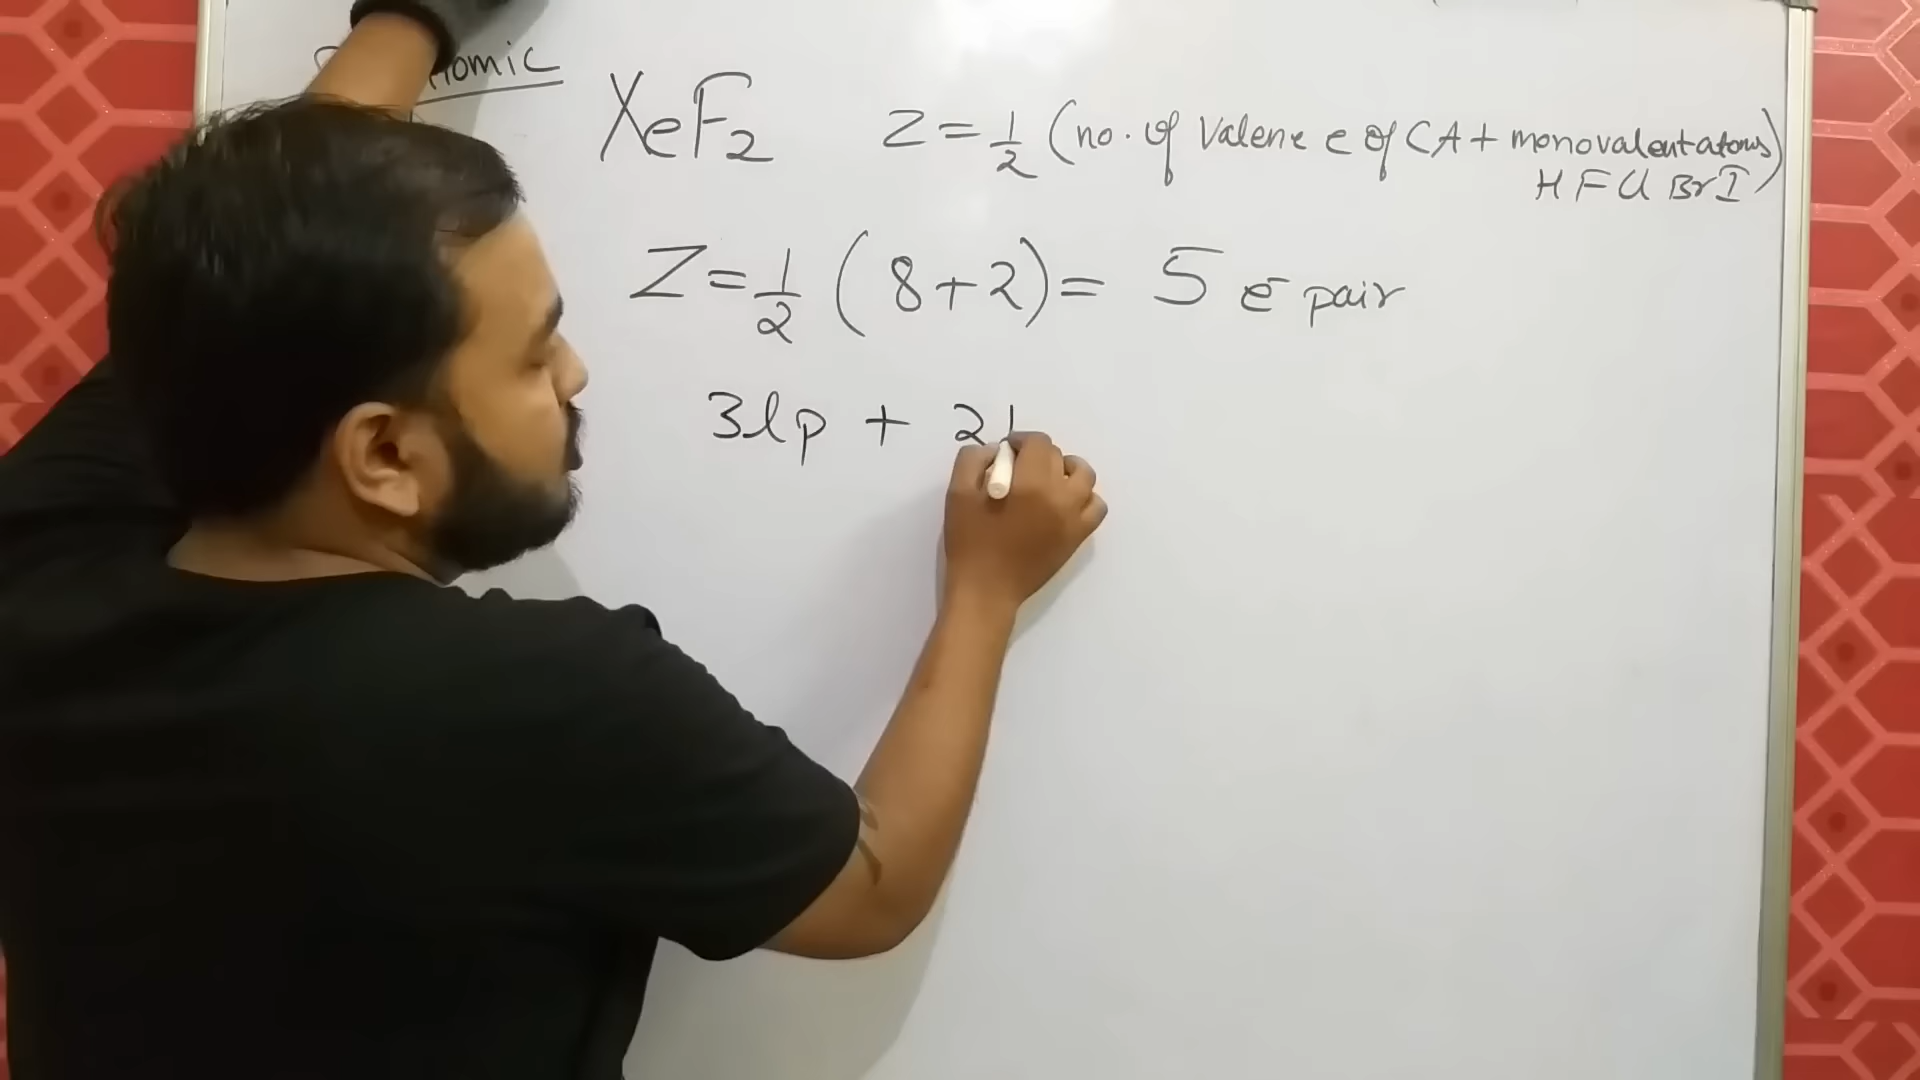 XeF2
Z = 1/2 (no. of Valene e of CA + monovalent atoms)
H F Cl Br I
Z = 1/2 (8+2) = 5 e⁻ pair
3lp + 2